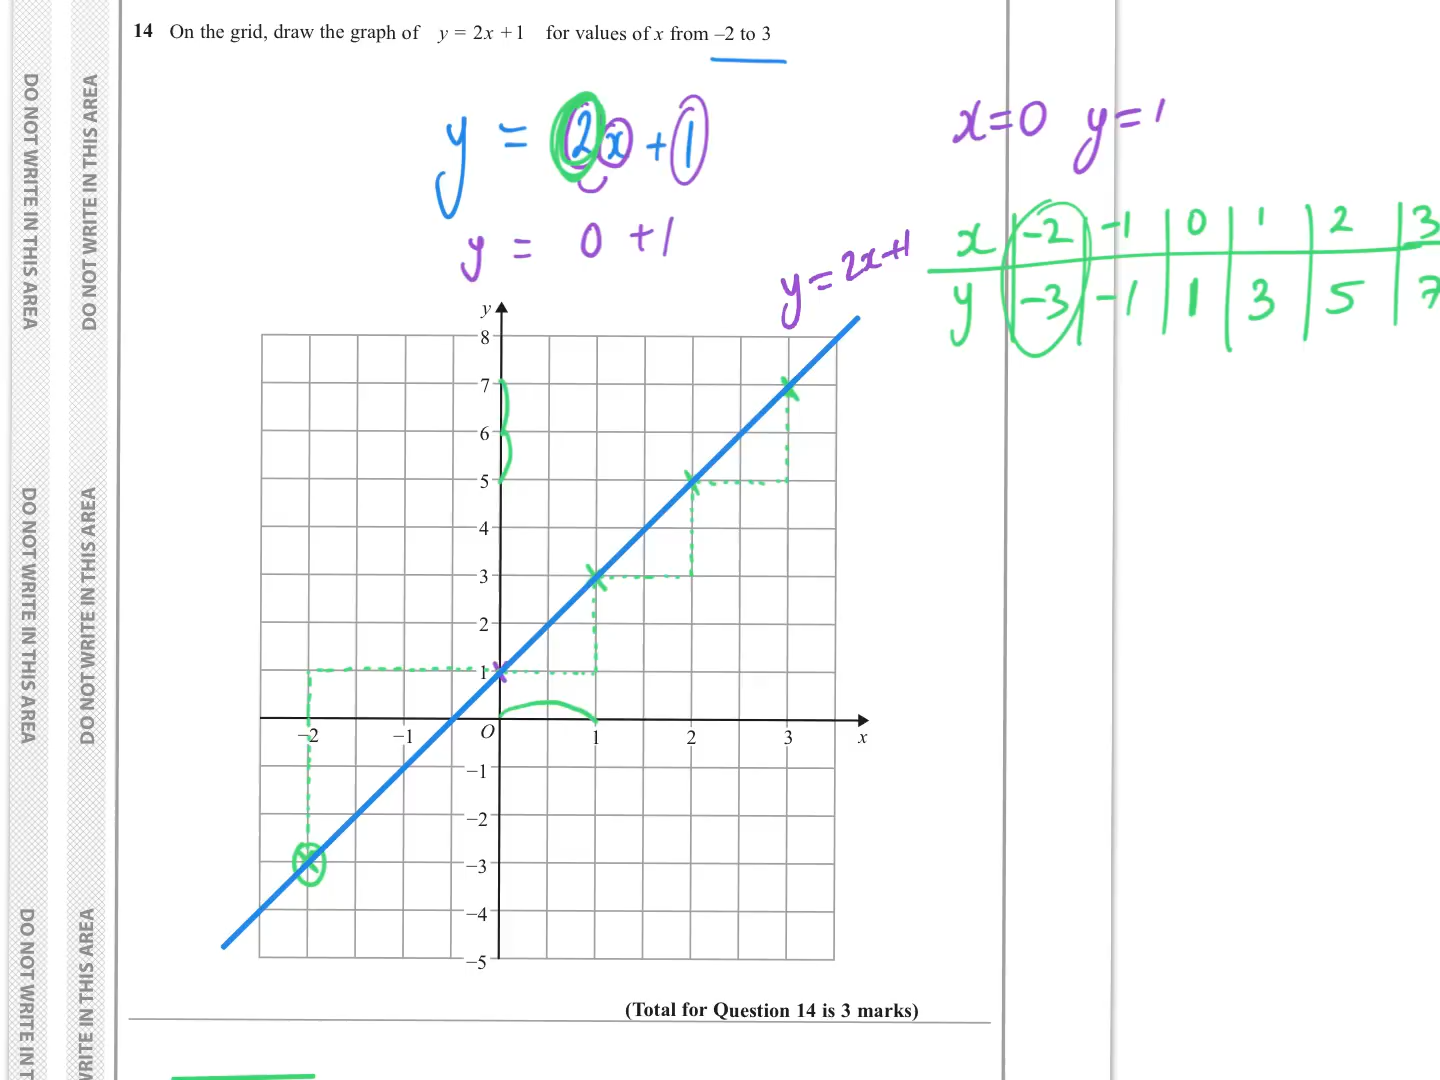 14 On the grid, draw the graph of y = 2x + 1 for values of x from –2 to 3
y = 2x + 1
x=0 y=1
y = 0 + 1
y = 2x+1
x | -2 | -1 | 0 | 1 | 2 | 3
y | -3 | -1 | 1 | 3 | 5 | 7
y
8
7
6
5
4
3
2
1
–2 –1 O 1 2 3 x
–1
–2
–3
–4
–5
(Total for Question 14 is 3 marks)
DO NOT WRITE IN THIS AREA
DO NOT WRITE IN THIS AREA
DO NOT WRITE IN THIS AREA
DO NOT WRITE IN THIS AREA
DO NOT WRITE IN T
WRITE IN THIS AREA